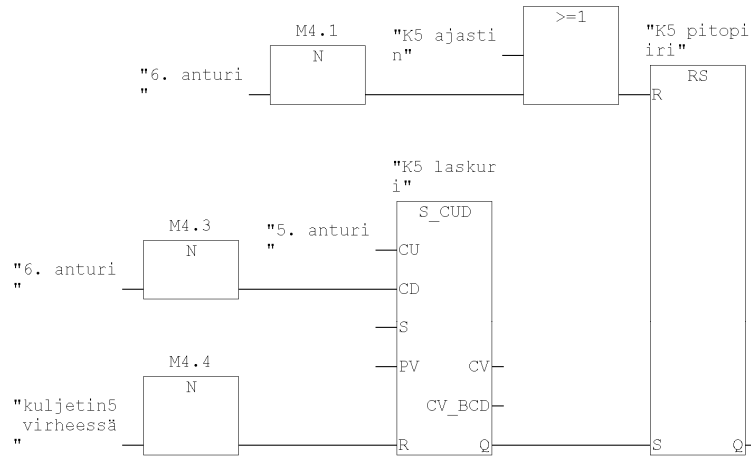 >=1
M4.1
"K5 ajasti
n"
"K5 pitopi
iri"
N
RS
"6. anturi
"
R
"K5 laskur
i"
S_CUD
M4.3
"5. anturi
"
N
CU
"6. anturi
"
CD
S
M4.4
PV
CV
N
"kuljetin5
virheessä
"
CV_BCD
R
Q
S
Q